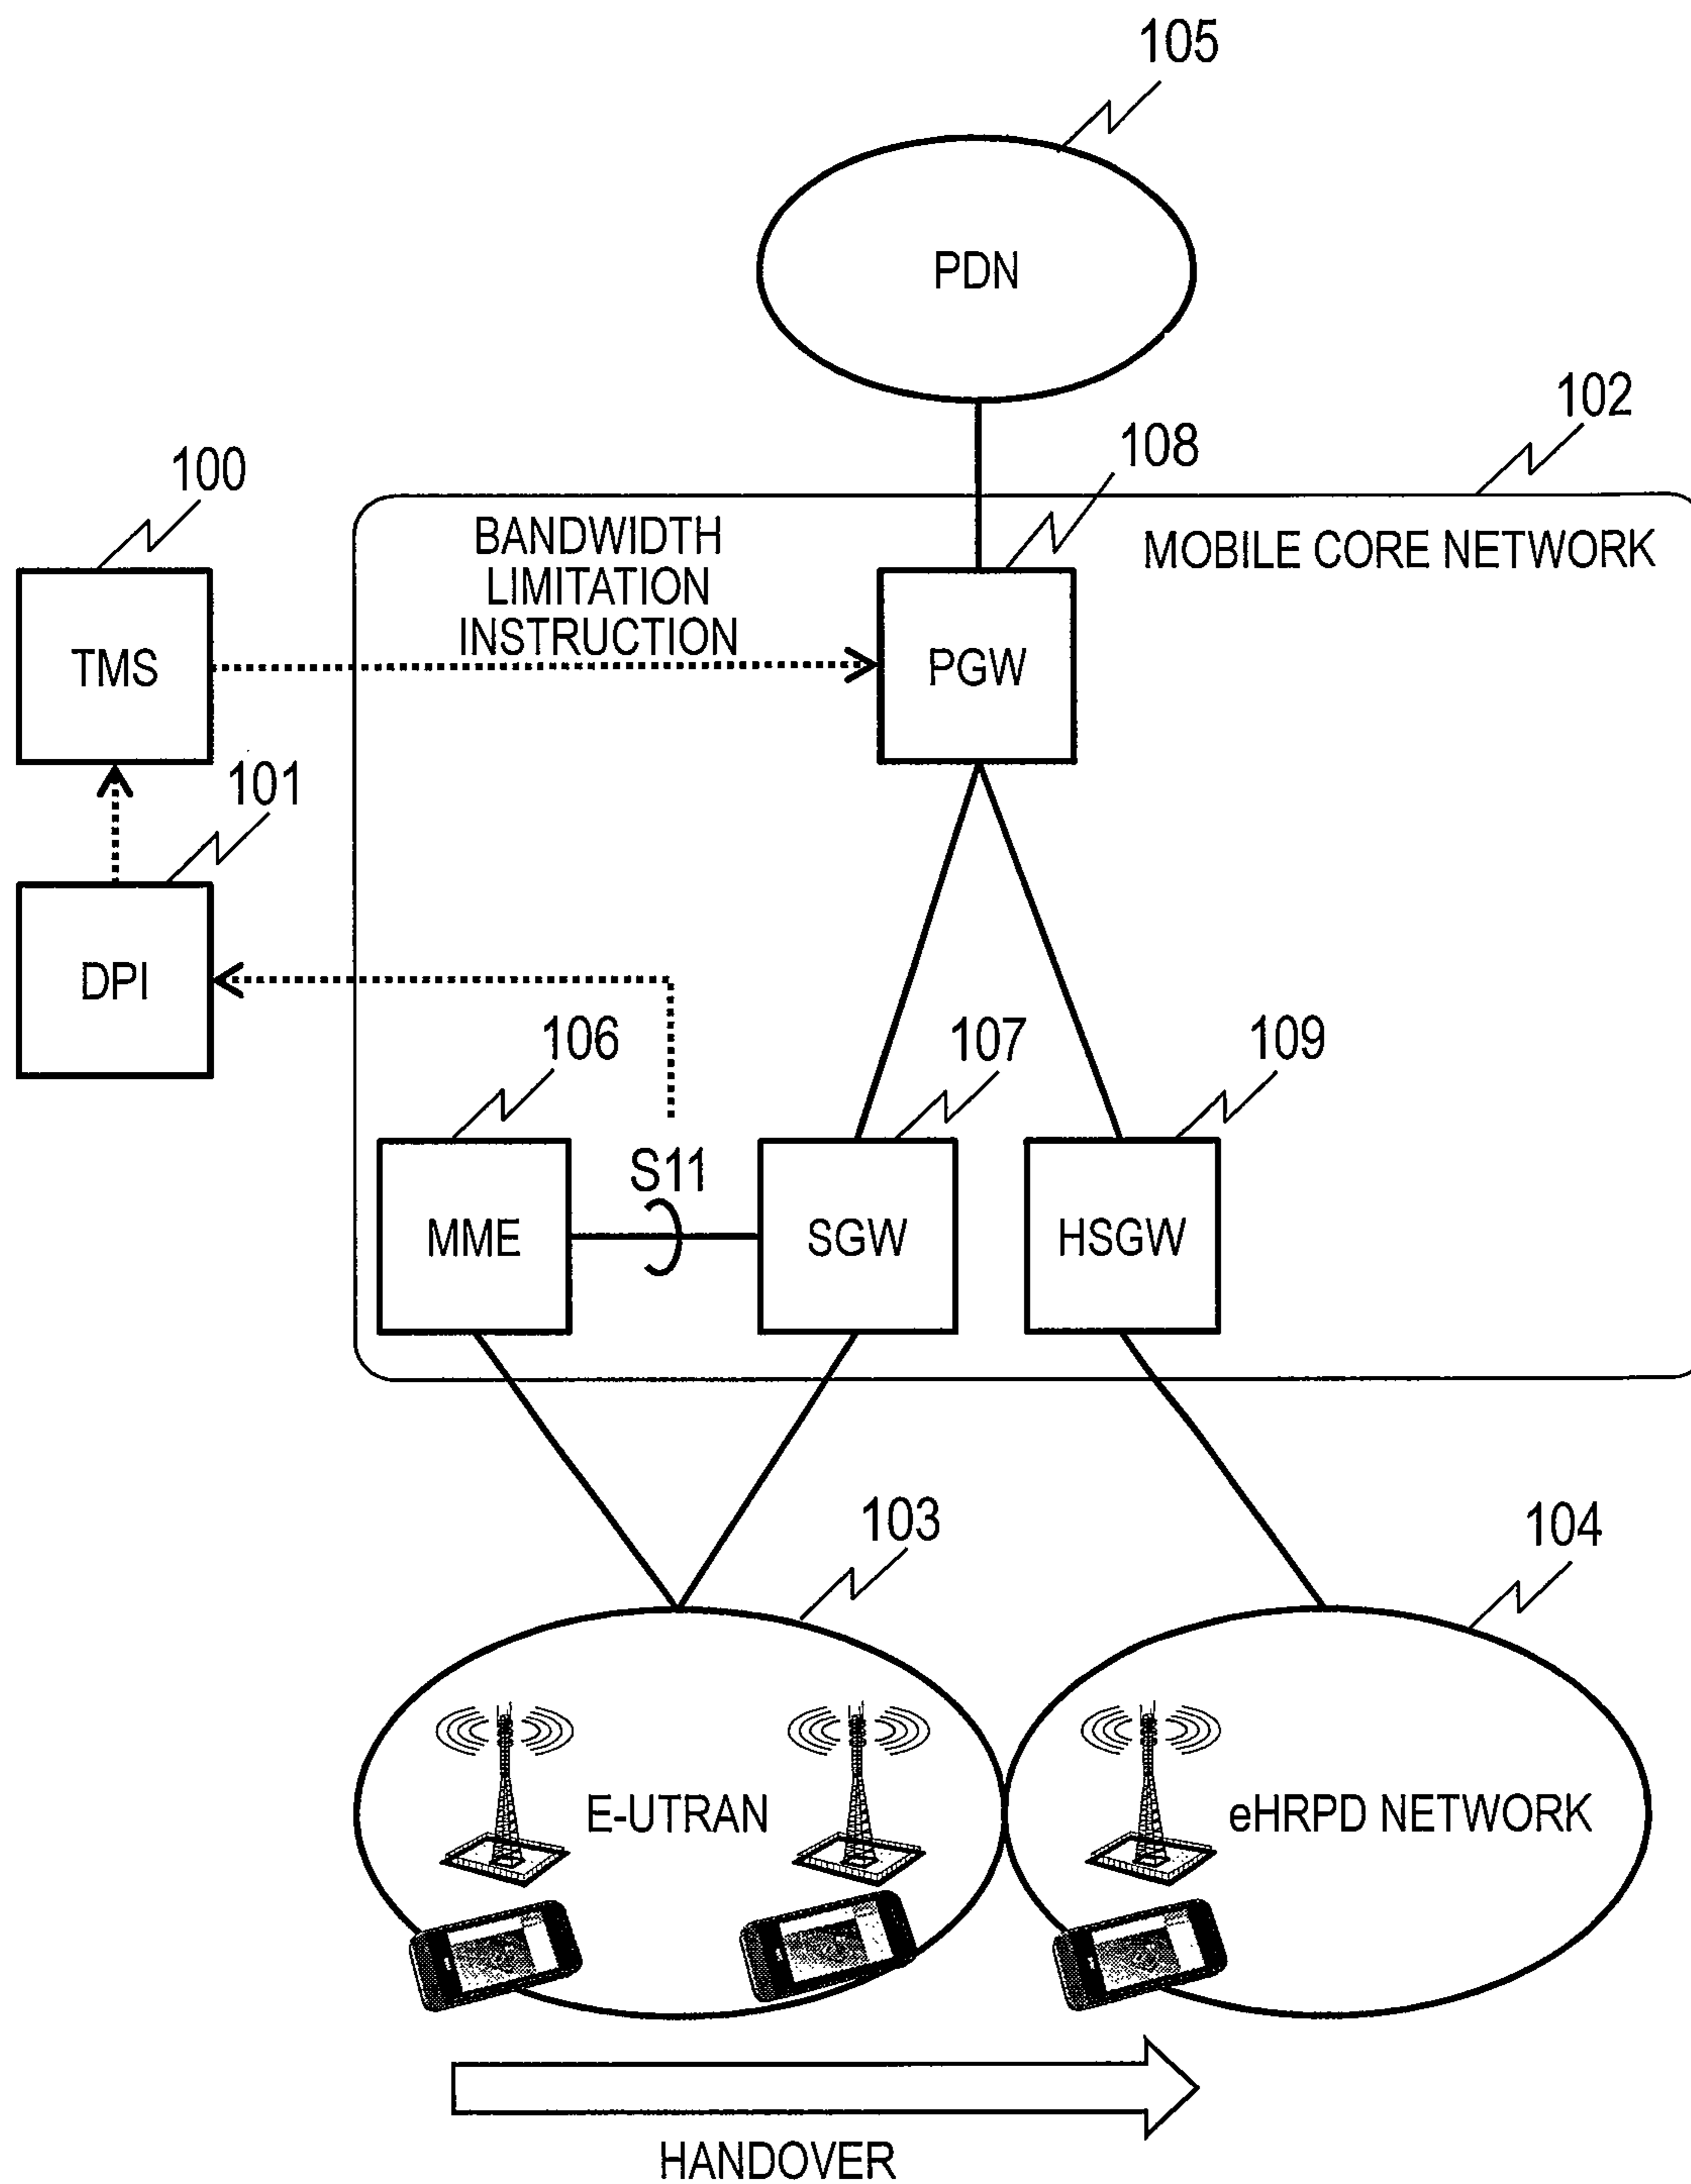 105
PDN
102
108
100
BANDWIDTH
LIMITATION
INSTRUCTION
MOBILE CORE NETWORK
TMS
PGW
101
DPI
106
107
109
S11
MME
SGW
HSGW
103
104
E-UTRAN
eHRPD NETWORK
HANDOVER